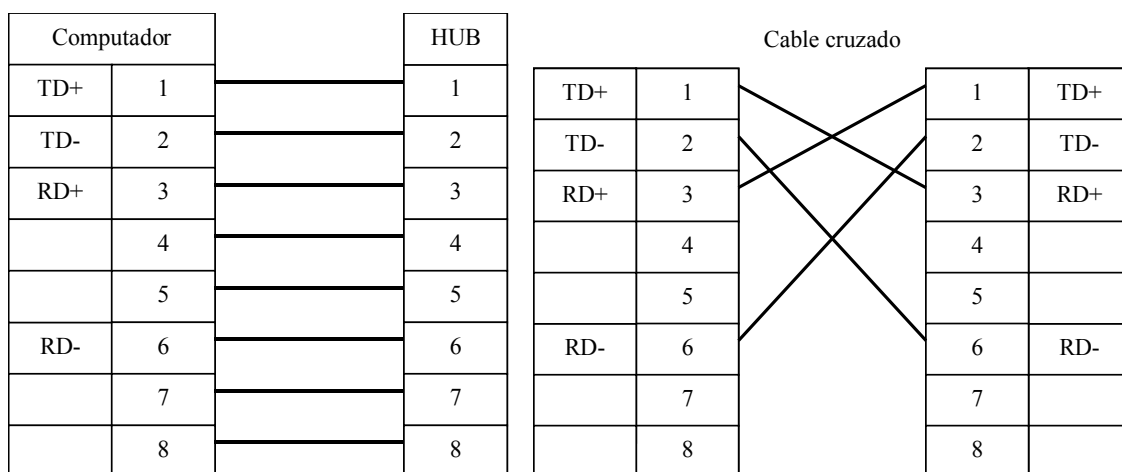 Computador HUB
TD+ 1 1
TD- 2 2
RD+ 3 3
4 4
5 5
RD- 6 6
7 7
8 8
Cable cruzado
TD+ 1 1 TD+
TD- 2 2 TD-
RD+ 3 3 RD+
4 4
5 5
RD- 6 6 RD-
7 7
8 8